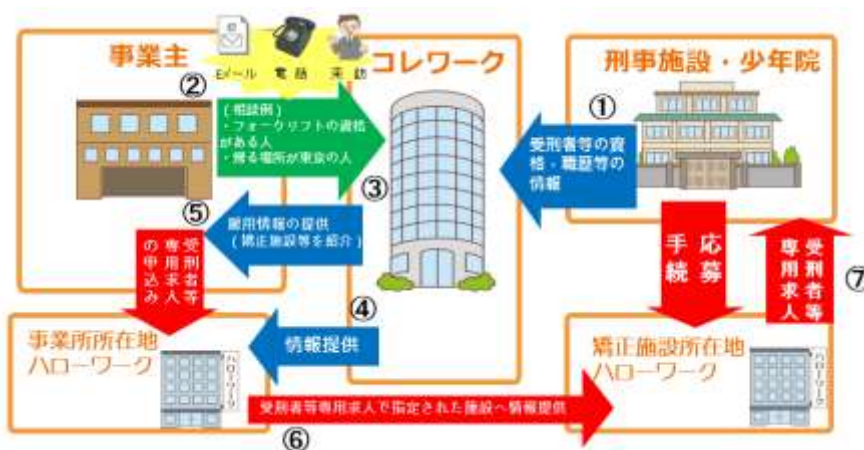 事業主
Eメール
電話
来訪
コレワーク
刑事施設・少年院
②
(相談例)
・フォークリフトの資格
がある人
・帰る場所が東京の人
①
受刑者等の資
格・職歴等の
情報
③
⑤
雇用情報の提供
(矯正施設等を紹介)
受刑者等
専用求人
の申込み
応募
手続
受刑者等
専用求人
⑦
④
情報提供
事業所所在地
ハローワーク
ハローワーク
矯正施設所在地
ハローワーク
ハローワーク
受刑者等専用求人で指定された施設へ情報提供
⑥